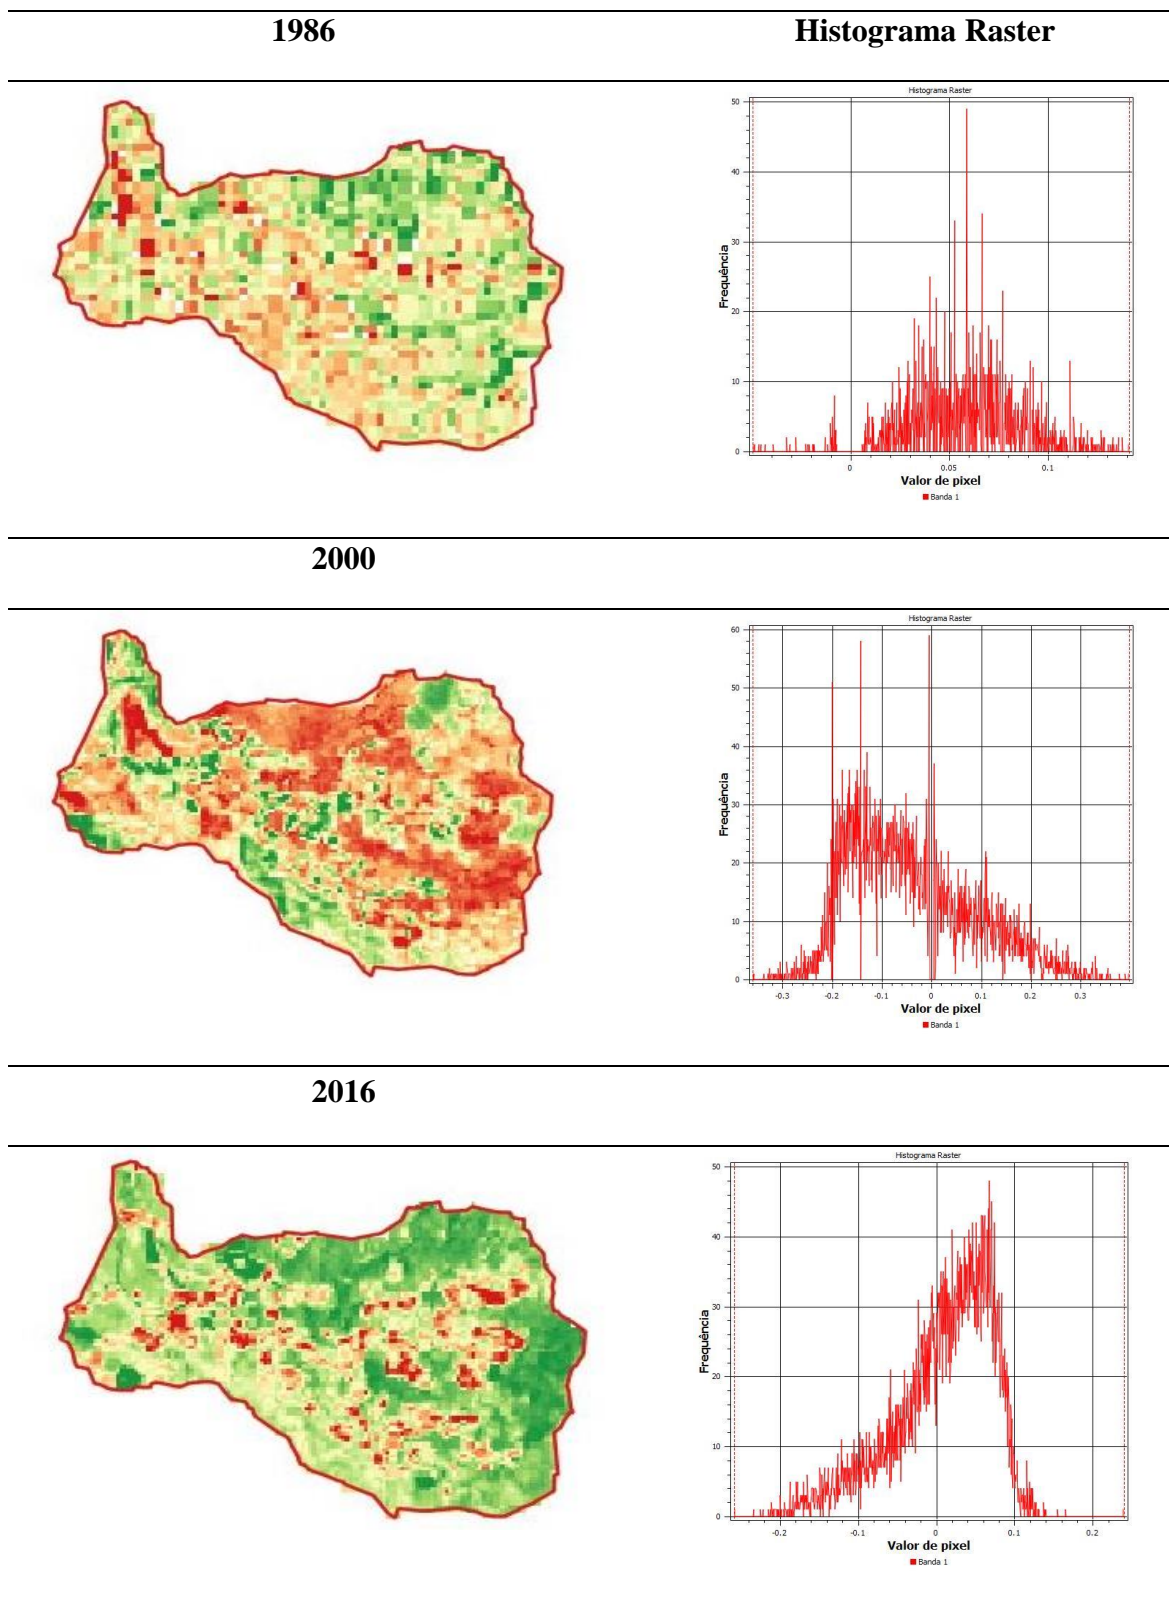 1986 Histograma Raster
Histograma Raster
50
40
30
20
10
0
Frequência
0 0.05 0.1
Valor de pixel
Banda 1
2000
Histograma Raster
60
50
40
30
20
10
0
Frequência
-0.3 -0.2 -0.1 0 0.1 0.2 0.3
Valor de pixel
Banda 1
2016
Histograma Raster
50
40
30
20
10
0
Frequência
-0.2 -0.1 0 0.1 0.2
Valor de pixel
Banda 1